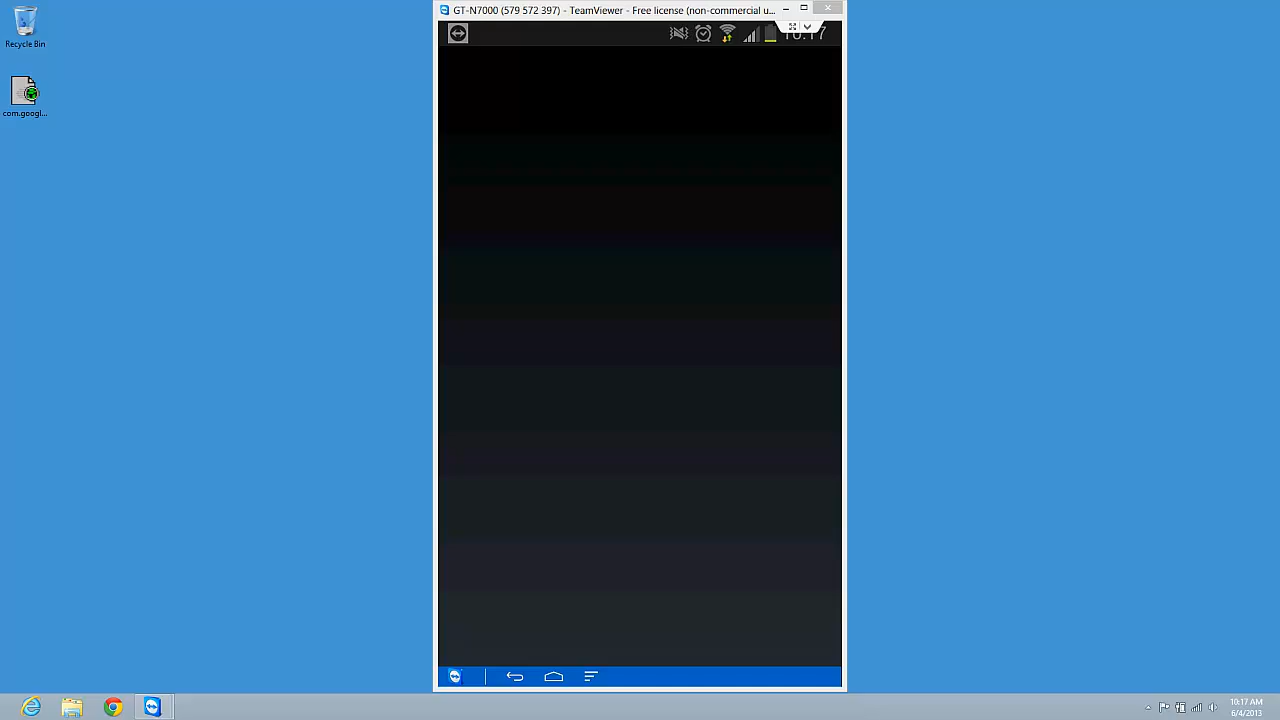 GT-N7000 (579 572 397) - TeamViewer - Free license (non-commercial u...
Recycle Bin
com.googl...
10:17 AM
6/4/2013